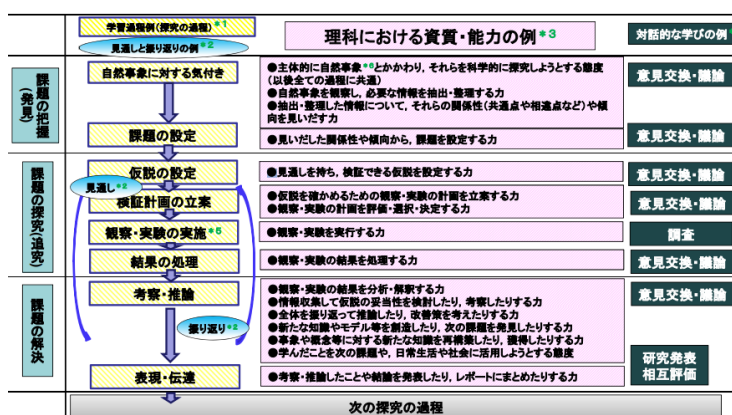 学習過程例(探究の過程)*1
見通しと振り返りの例*2
理科における資質・能力の例*3
対話的な学びの例*
課題の把握
(発見)
自然事象に対する気付き
●主体的に自然事象*6とかかわり, それらを科学的に探究しようとする態度
(以後全ての過程に共通)
●自然事象を観察し, 必要な情報を抽出・整理する力
●抽出・整理した情報について, それらの関係性(共通点や相違点など)や傾
向を見いだす力
意見交換・議論
課題の設定
●見いだした関係性や傾向から, 課題を設定する力
意見交換・議論
課題の探究(追究)
仮説の設定
●見通しを持ち, 検証できる仮説を設定する力
意見交換・議論
見通し*2
検証計画の立案
●仮説を確かめるための観察・実験の計画を立案する力
●観察・実験の計画を評価・選択・決定する力
意見交換・議論
観察・実験の実施*5
●観察・実験を実行する力
調査
結果の処理
●観察・実験の結果を処理する力
意見交換・議論
課題の解決
考察・推論
●観察・実験の結果を分析・解釈する力
●情報収集して仮説の妥当性を検討したり, 考察したりする力
●全体を振り返って推論したり, 改善策を考えたりする力
●新たな知識やモデル等を創造したり, 次の課題を発見したりする力
●事象や概念等に対する新たな知識を再構築したり, 獲得したりする力
●学んだことを次の課題や, 日常生活や社会に活用しようとする態度
意見交換・議論
振り返り*2
研究発表
相互評価
表現・伝達
●考察・推論したことや結論を発表したり, レポートにまとめたりする力
次の探究の過程